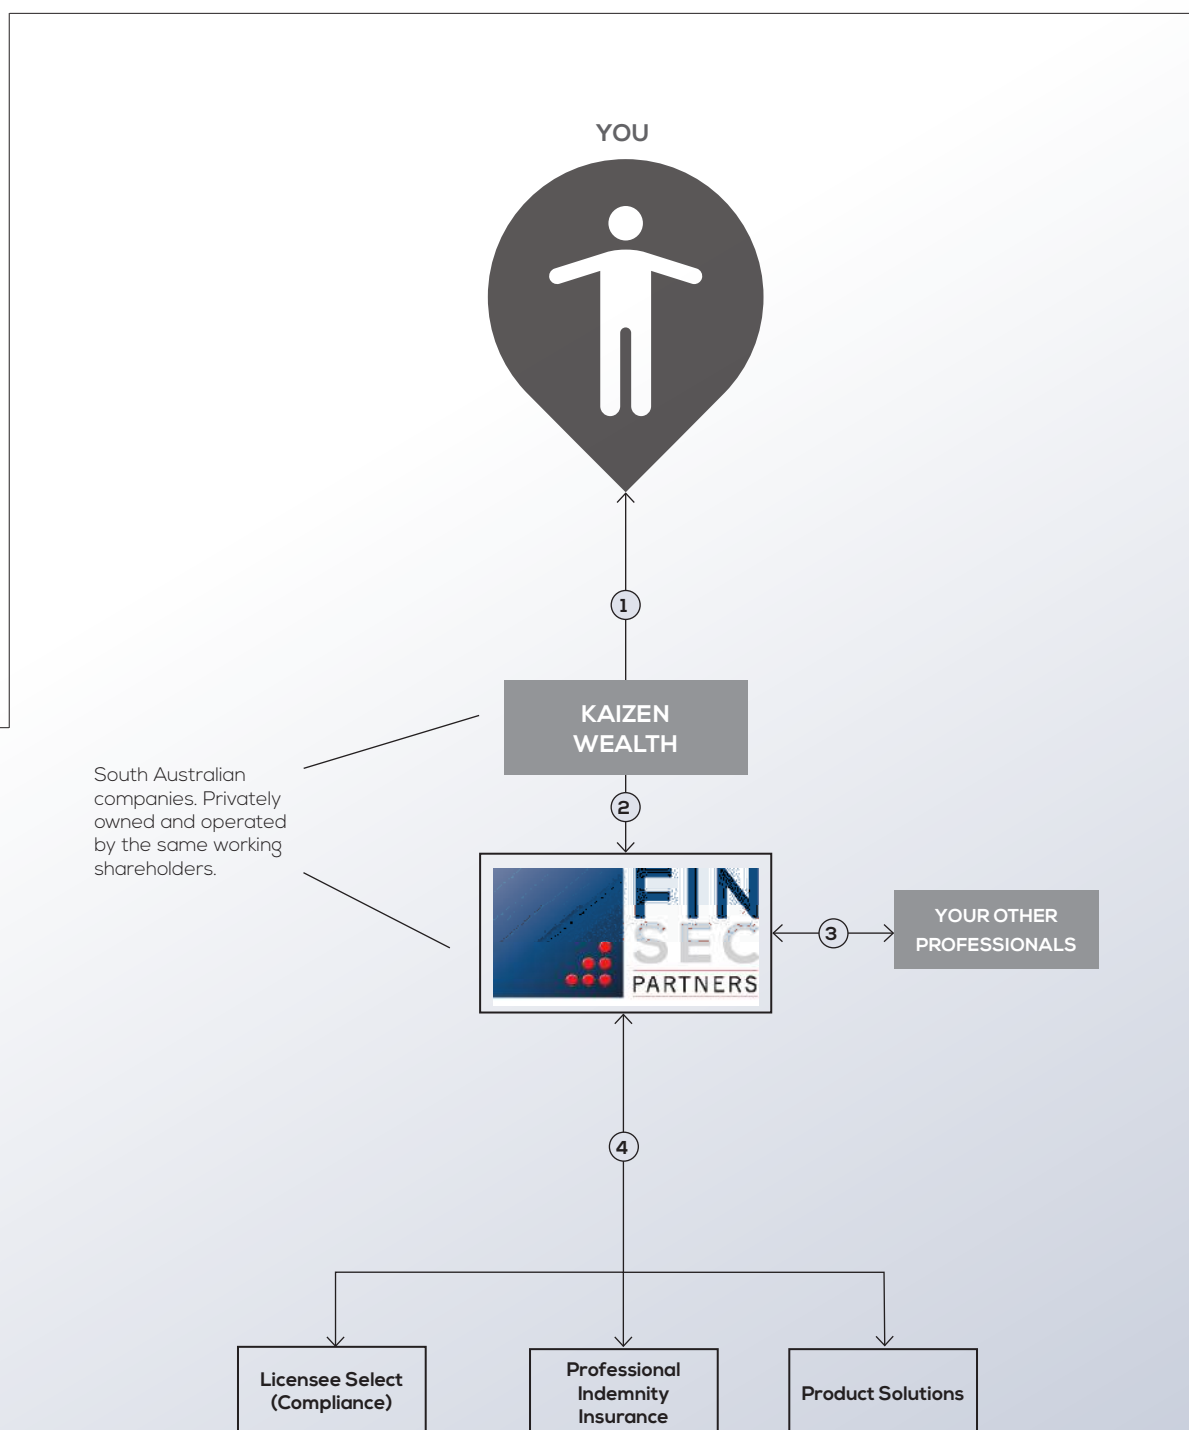 YOU
1
KAIZEN
WEALTH
South Australian
companies. Privately
owned and operated
by the same working
shareholders.
2
FIN
SEC
PARTNERS
3
YOUR OTHER
PROFESSIONALS
4
Licensee Select
(Compliance)
Professional
Indemnity
Insurance
Product Solutions